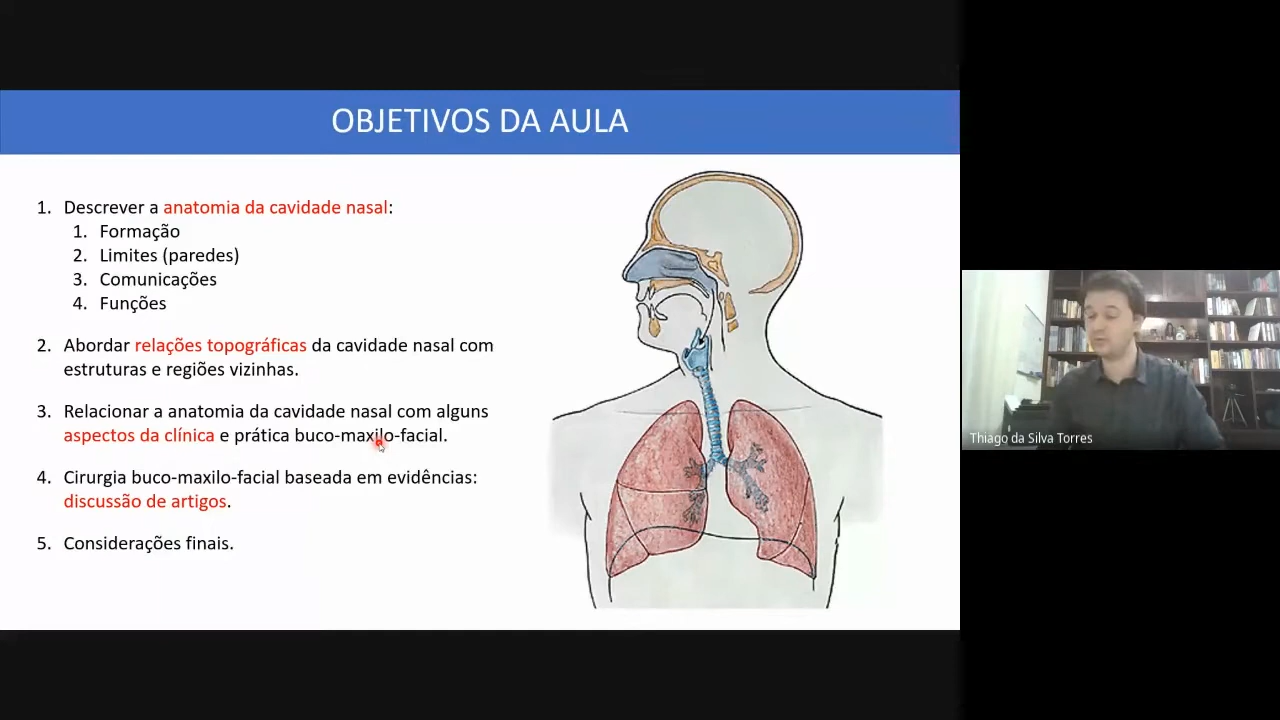 OBJETIVOS DA AULA
1. Descrever a anatomia da cavidade nasal:
1. Formação
2. Limites (paredes)
3. Comunicações
4. Funções
2. Abordar relações topográficas da cavidade nasal com
estruturas e regiões vizinhas.
3. Relacionar a anatomia da cavidade nasal com alguns
aspectos da clínica e prática buco-maxilo-facial.
4. Cirurgia buco-maxilo-facial baseada em evidências:
discussão de artigos.
5. Considerações finais.
Thiago da Silva Torres